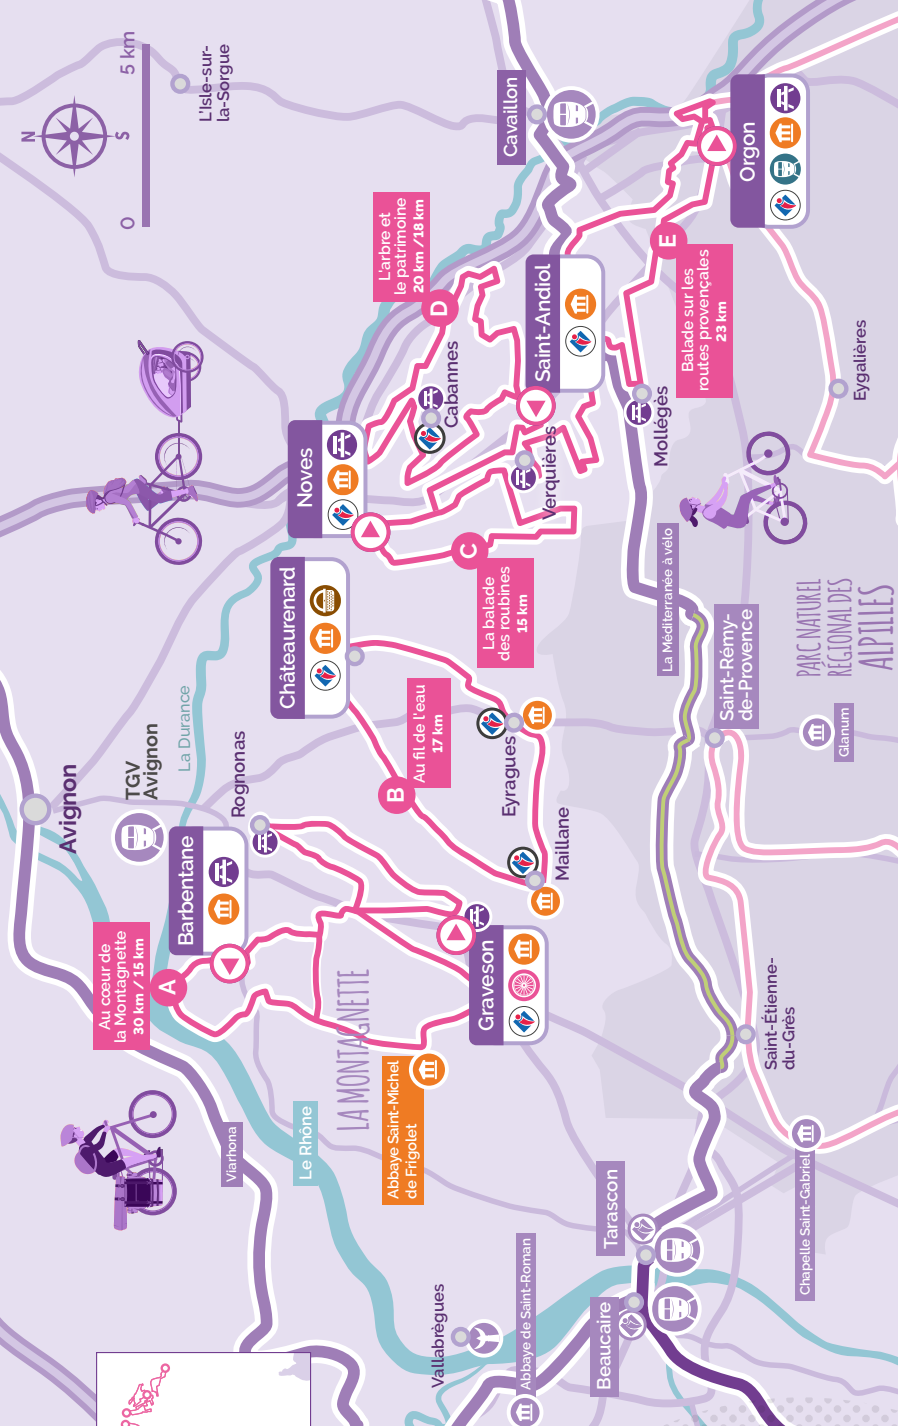 N
S
0
5 km
L'Isle-sur-
la-Sorgue
Cavaillon
Orgon
L'arbre et
le patrimoine
20 km /18 km
D
E
Balade sur les
routes provençales
23 km
Saint-Andiol
Cabannes
Mollégès
Eygalières
Verquières
Noves
C
La balade
des roubines
15 km
Châteaurenard
La Méditerranée à vélo
Saint-Rémy-
de-Provence
PARC NATUREL
RÉGIONAL DES
ALPILLES
Glanum
La Durance
TGV
Avignon
Avignon
Rognonas
B
Au fil de l'eau
17 km
Eyragues
Maillane
Barbentane
A
Au cœur de
la Montagnette
30 km / 15 km
Graveson
LA MONTAGNETTE
Abbaye Saint-Michel
de Frigolet
Saint-Étienne-
du-Grès
Viarhona
Le Rhône
Tarascon
Chapelle Saint-Gabriel
Vallabrègues
Abbaye de Saint-Roman
Beaucaire